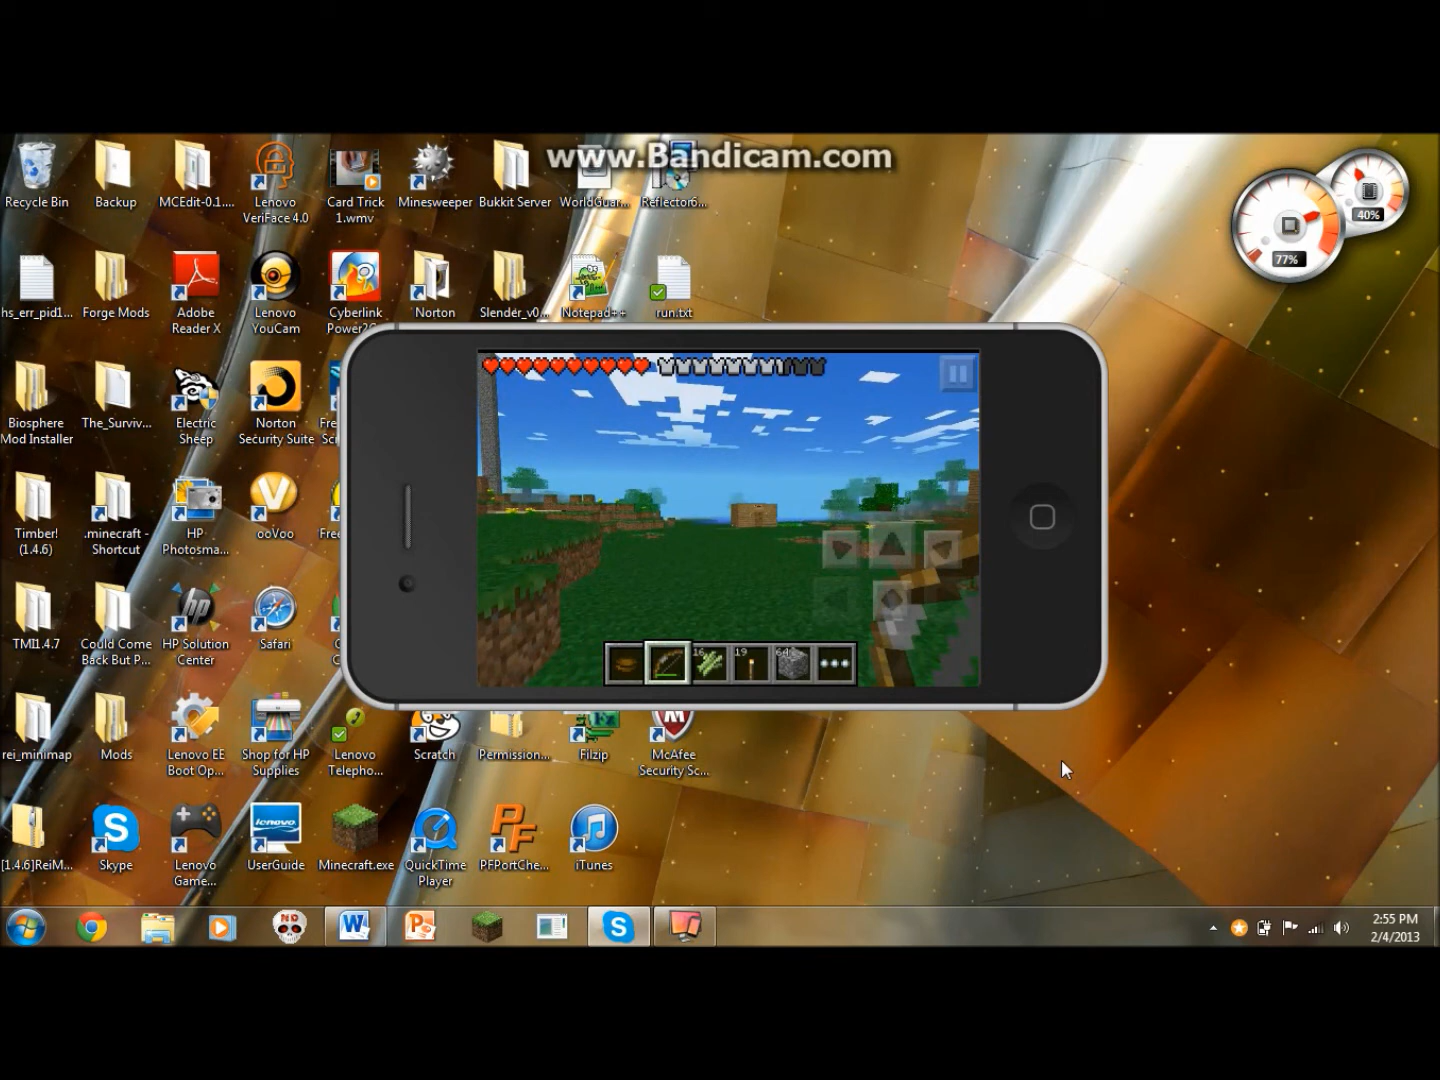 www.Bandicam.com
Recycle Bin
Backup
MCEdit-0.1....
Lenovo
VeriFace 4.0
Card Trick
1.wmv
Minesweeper
Bukkit Server
WorldGuar...
Reflector6...
40%
77%
hs_err_pid1...
Forge Mods
Adobe
Reader X
Lenovo
YouCam
Cyberlink
Norton
Slender_v0...
Notepad++
run.txt
Biosphere
Mod Installer
The_Surviv...
Electric
Sheep
Norton
Security Suite
Timber!
(1.4.6)
.minecraft -
Shortcut
HP
Photosma...
ooVoo
TMI1.4.7
Could Come
Back But P...
HP Solution
Center
Safari
16
19
64
rei_minimap
Mods
Lenovo EE
Boot Op...
Shop for HP
Supplies
Lenovo
Telepho...
Scratch
Permission...
Filzip
McAfee
Security Sc...
[1.4.6]ReiM...
Skype
Lenovo
Game...
UserGuide
Minecraft.exe
QuickTime
Player
PFPortChe...
iTunes
2:55 PM
2/4/2013